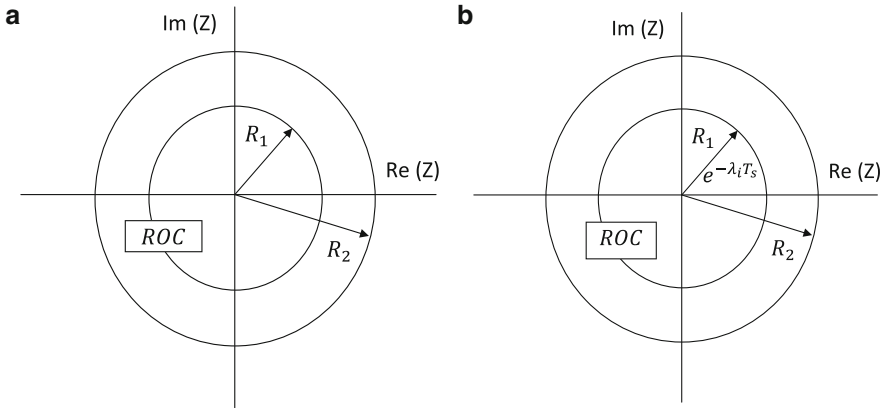 a
Im (Z)
R₁
Re (Z)
ROC
R₂
b
Im (Z)
R₁
e^{-λ_i T_s}
Re (Z)
ROC
R₂